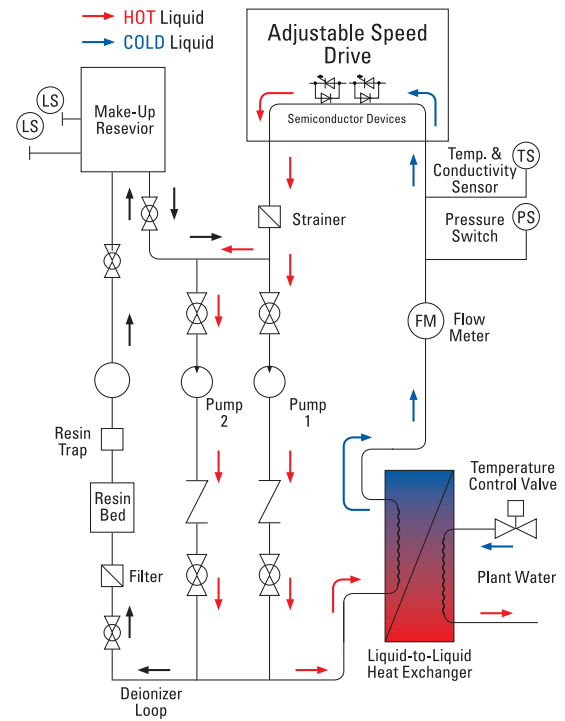 HOT Liquid
COLD Liquid
Adjustable Speed
Drive
Semiconductor Devices
LS
LS
Make-Up
Resevior
Temp. &
Conductivity
Sensor
TS
Strainer
Pressure
Switch
PS
FM
Flow
Meter
Pump
2
Pump
1
Resin
Trap
Resin
Bed
Filter
Temperature
Control Valve
Plant Water
Liquid-to-Liquid
Heat Exchanger
Deionizer
Loop